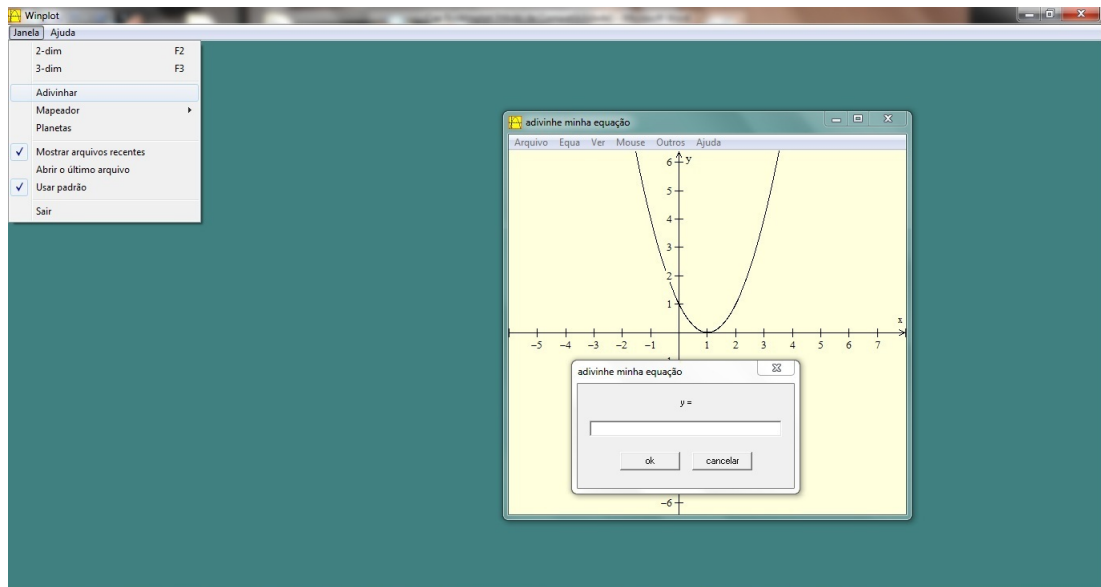 Winplot
Janela Ajuda
2-dim F2
3-dim F3
Adivinhar
Mapeador
Planetas
Mostrar arquivos recentes
Abrir o último arquivo
Usar padrão
Sair
adivinhe minha equação
Arquivo Equa Ver Mouse Outros Ajuda
y
6
5
4
3
2
1
x
−5 −4 −3 −2 −1 1 2 3 4 5 6 7
adivinhe minha equação
y =
ok cancelar
−6